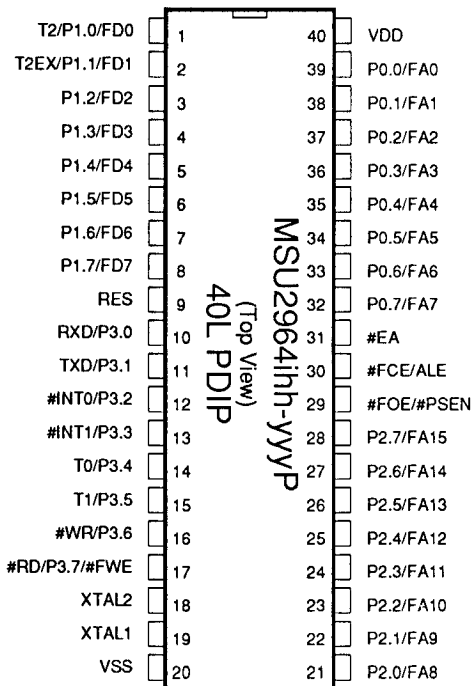 T2/P1.0/FD0 1 40 VDD
T2EX/P1.1/FD1 2 39 P0.0/FA0
P1.2/FD2 3 38 P0.1/FA1
P1.3/FD3 4 37 P0.2/FA2
P1.4/FD4 5 36 P0.3/FA3
P1.5/FD5 6 35 P0.4/FA4
P1.6/FD6 7 34 P0.5/FA5
P1.7/FD7 8 33 P0.6/FA6
RES 9 32 P0.7/FA7
RXD/P3.0 10 31 #EA
TXD/P3.1 11 30 #FCE/ALE
#INT0/P3.2 12 29 #FOE/#PSEN
#INT1/P3.3 13 28 P2.7/FA15
T0/P3.4 14 27 P2.6/FA14
T1/P3.5 15 26 P2.5/FA13
#WR/P3.6 16 25 P2.4/FA12
#RD/P3.7/#FWE 17 24 P2.3/FA11
XTAL2 18 23 P2.2/FA10
XTAL1 19 22 P2.1/FA9
VSS 20 21 P2.0/FA8
MSU2964ihh-yyyP
(Top View)
40L PDIP